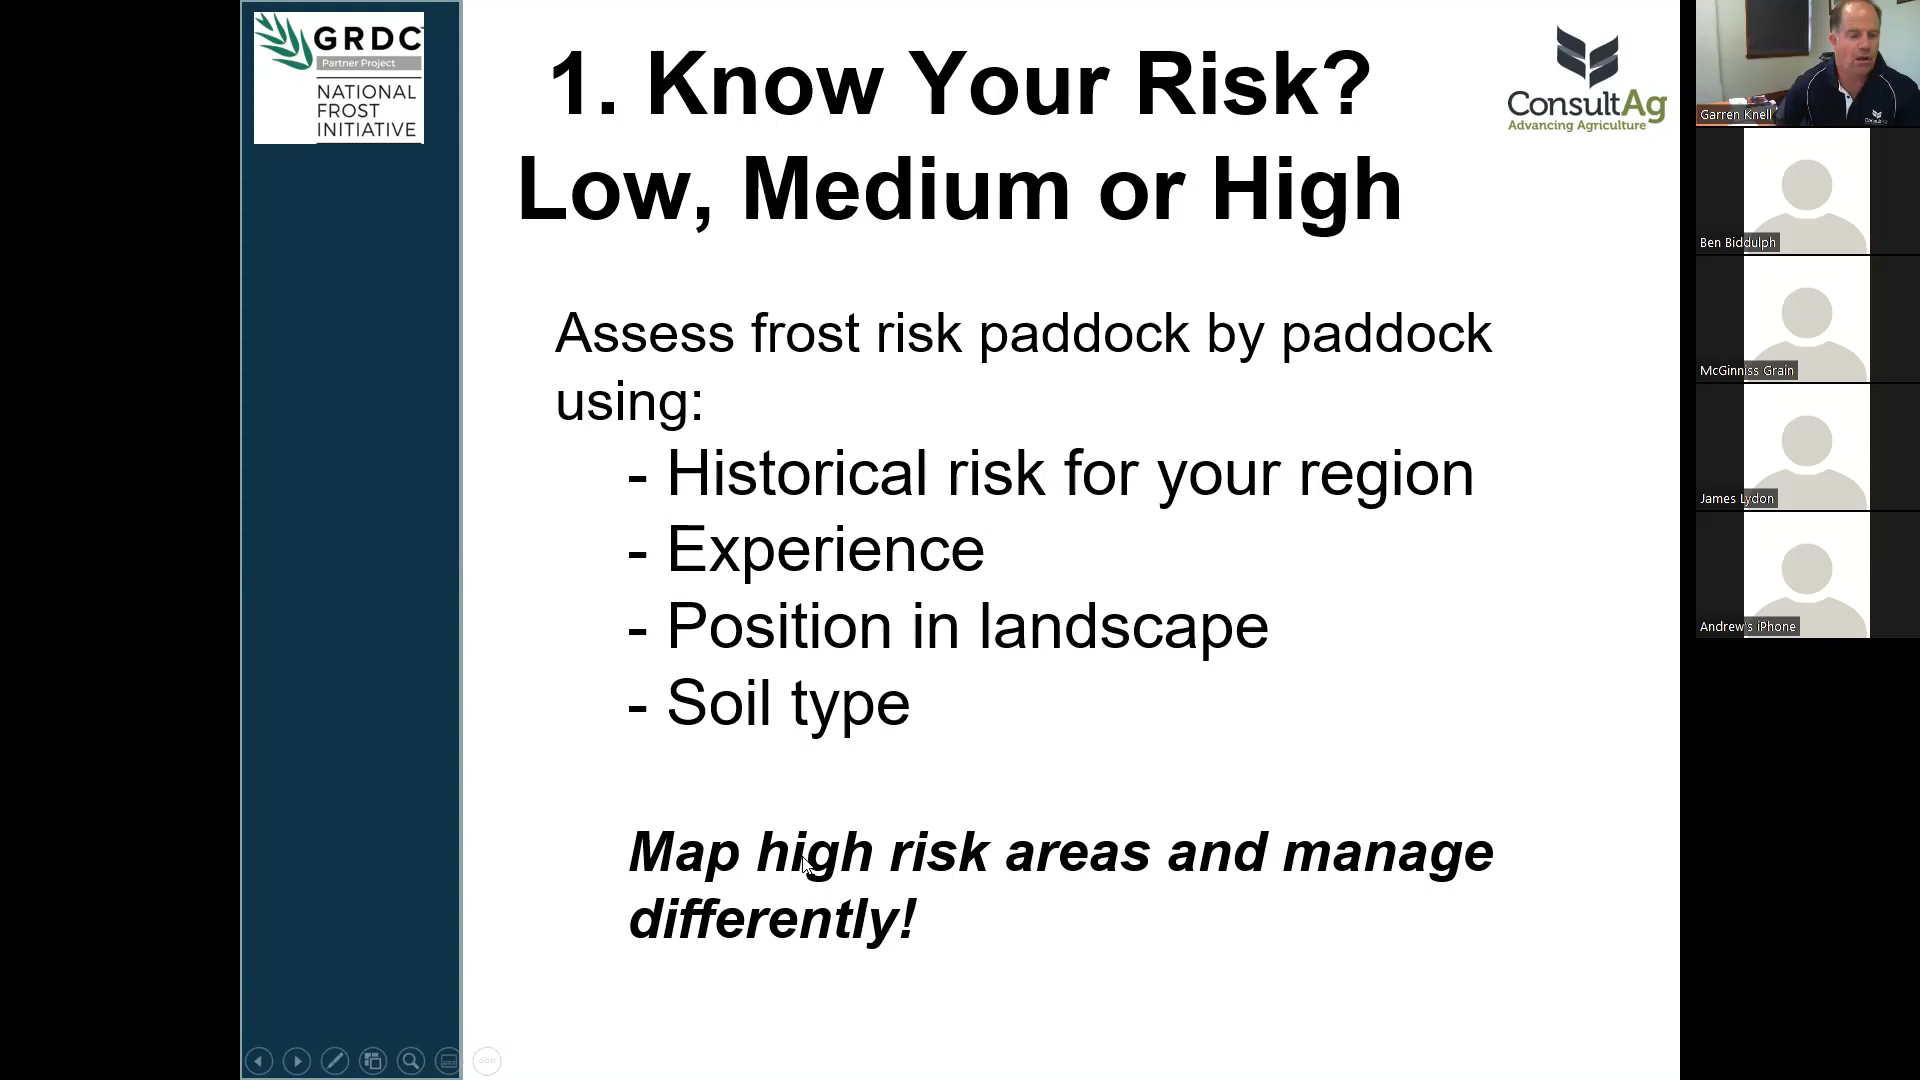 GRDC
Partner Project
NATIONAL
FROST
INITIATIVE
1. Know Your Risk?
Low, Medium or High
ConsultAg
Advancing Agriculture
Assess frost risk paddock by paddock
using:
- Historical risk for your region
- Experience
- Position in landscape
- Soil type
Map high risk areas and manage
differently!
Garren Knell
Ben Biddulph
McGinniss Grain
James Lydon
Andrew's iPhone